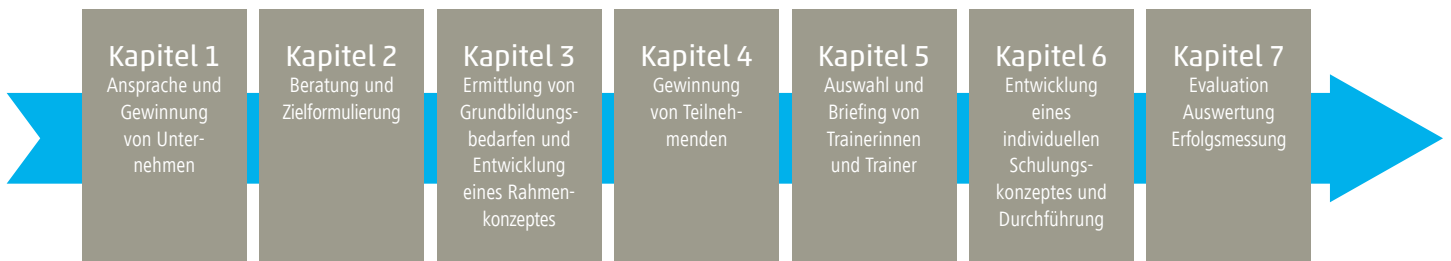 Kapitel 1
Ansprache und
Gewinnung
von Unter-
nehmen
Kapitel 2
Beratung und
Zielformulierung
Kapitel 3
Ermittlung von
Grundbildungs-
bedarfen und
Entwicklung
eines Rahmen-
konzeptes
Kapitel 4
Gewinnung
von Teilneh-
menden
Kapitel 5
Auswahl und
Briefing von
Trainerinnen
und Trainer
Kapitel 6
Entwicklung
eines
individuellen
Schulungs-
konzeptes und
Durchführung
Kapitel 7
Evaluation
Auswertung
Erfolgsmessung